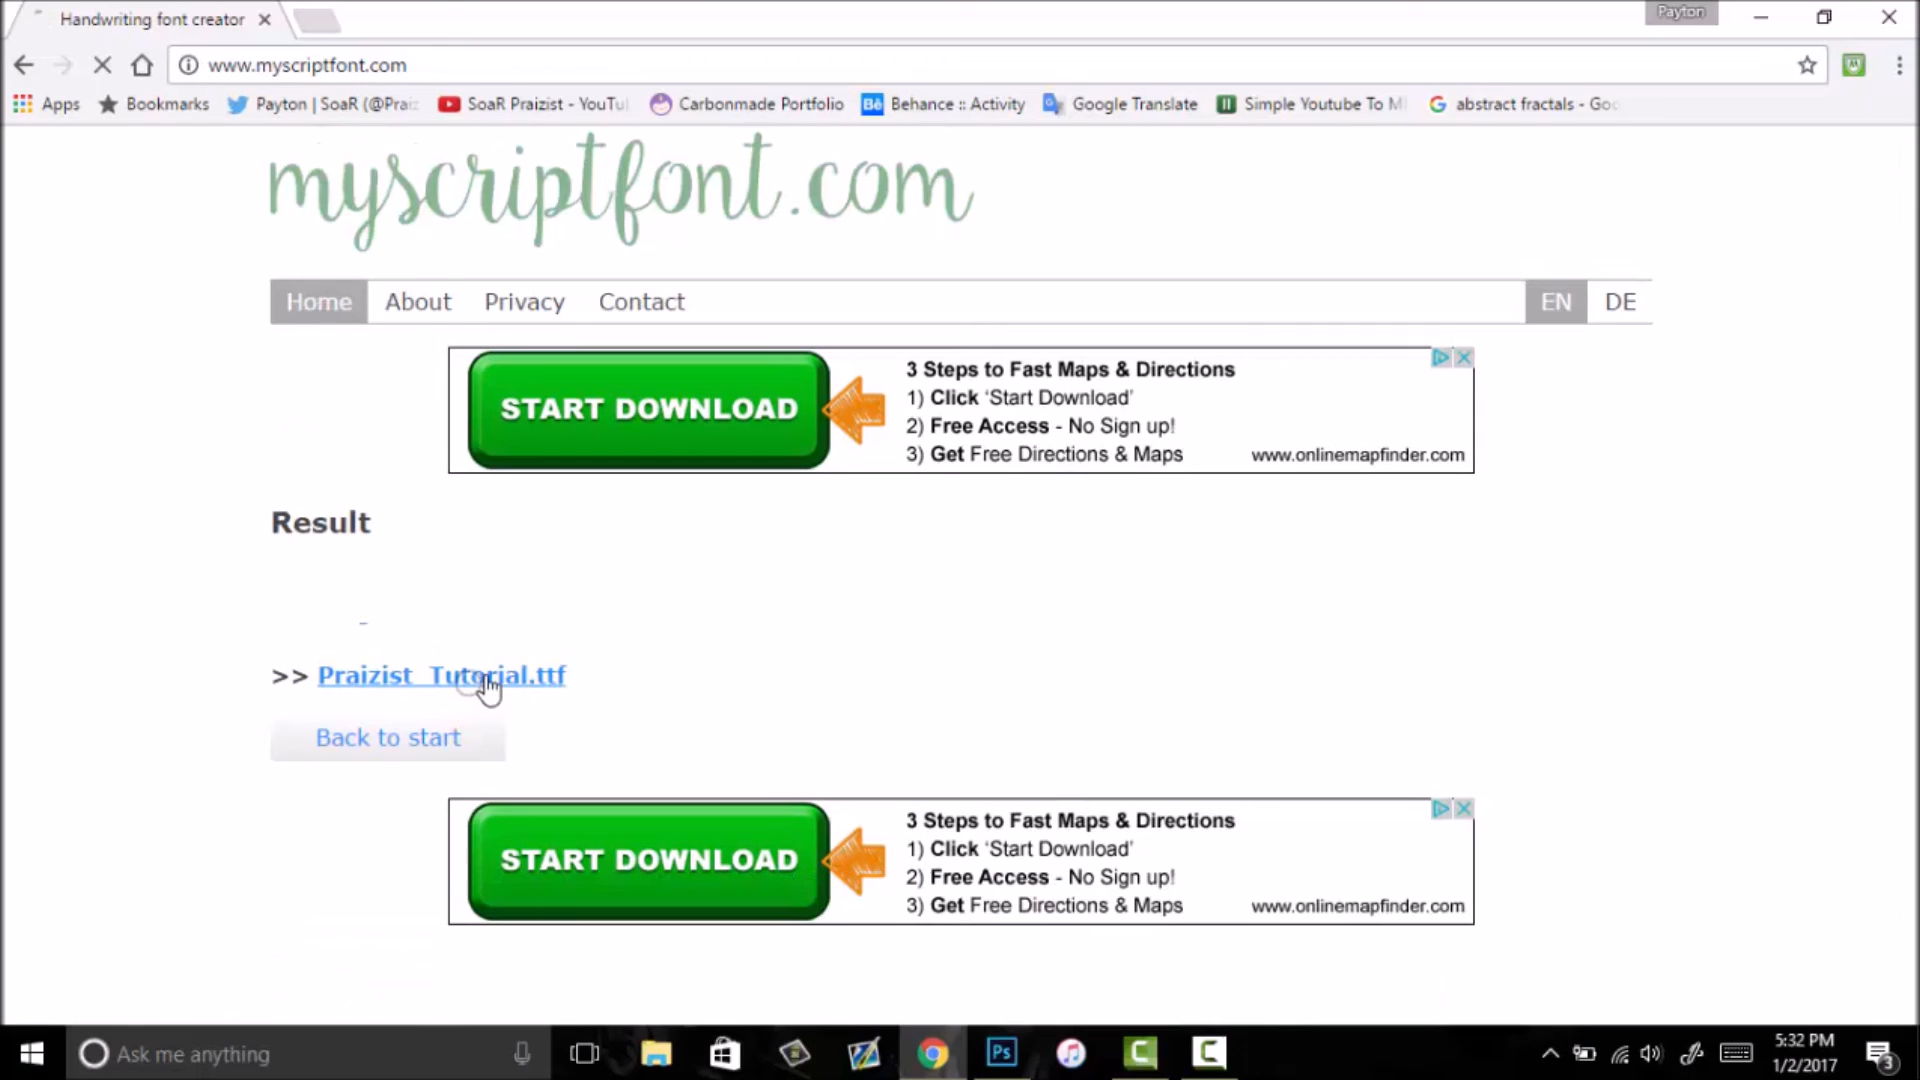 Handwriting font creator
Payton
www.myscriptfont.com
Apps Bookmarks Payton | SoaR (@Praiz SoaR Praizist - YouTu Carbonmade Portfolio Bē Behance :: Activity Google Translate Simple Youtube To M abstract fractals - Goo
myscriptfont.com
Home About Privacy Contact EN DE
START DOWNLOAD
3 Steps to Fast Maps & Directions
1) Click ‘Start Download’
2) Free Access - No Sign up!
3) Get Free Directions & Maps
www.onlinemapfinder.com
Result
>> Praizist_Tutorial.ttf
Back to start
START DOWNLOAD
3 Steps to Fast Maps & Directions
1) Click ‘Start Download’
2) Free Access - No Sign up!
3) Get Free Directions & Maps
www.onlinemapfinder.com
Ask me anything
Ps
5:32 PM
1/2/2017
3